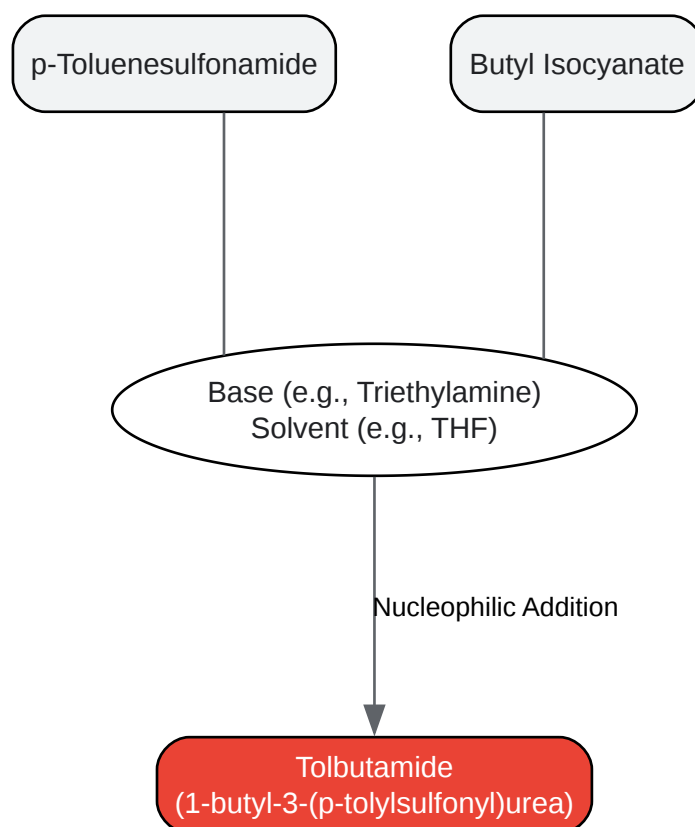 p-Toluenesulfonamide
Butyl Isocyanate
Base (e.g., Triethylamine)
Solvent (e.g., THF)
Nucleophilic Addition
Tolbutamide
(1-butyl-3-(p-tolylsulfonyl)urea)